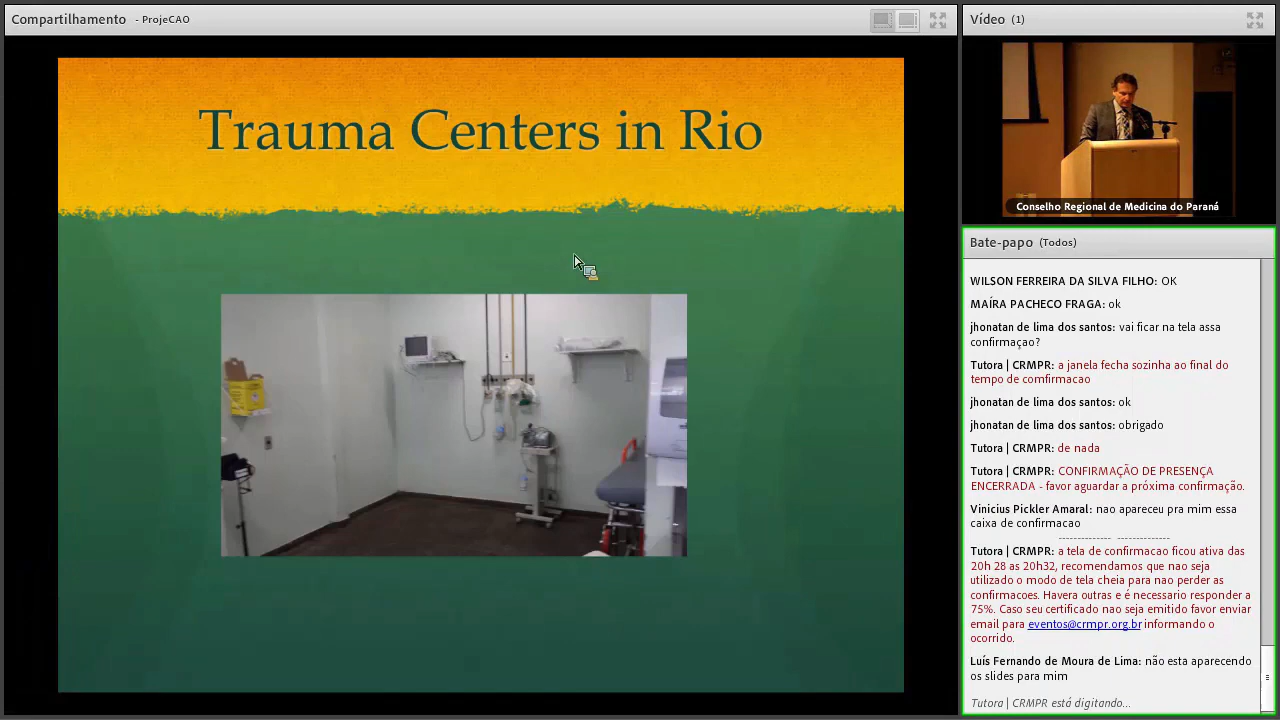 Compartilhamento - ProjeCAO
Trauma Centers in Rio
Vídeo (1)
Conselho Regional de Medicina do Paraná
Bate-papo (Todos)
WILSON FERREIRA DA SILVA FILHO: OK
MAÍRA PACHECO FRAGA: ok
jhonatan de lima dos santos: vai ficar na tela assa
confirmaçao?
Tutora | CRMPR: a janela fecha sozinha ao final do
tempo de comfirmacao
jhonatan de lima dos santos: ok
jhonatan de lima dos santos: obrigado
Tutora | CRMPR: de nada
Tutora | CRMPR: CONFIRMAÇÃO DE PRESENÇA
ENCERRADA - favor aguardar a próxima confirmação.
Vinicius Pickler Amaral: nao apareceu pra mim essa
caixa de confirmacao
-------------- --------------
Tutora | CRMPR: a tela de confirmacao ficou ativa das
20h 28 as 20h32, recomendamos que nao seja
utilizado o modo de tela cheia para nao perder as
confirmacoes. Havera outras e é necessario responder a
75%. Caso seu certificado nao seja emitido favor enviar
email para eventos@crmpr.org.br informando o
ocorrido.
Luís Fernando de Moura de Lima: não esta aparecendo
os slides para mim
Tutora | CRMPR está digitando...